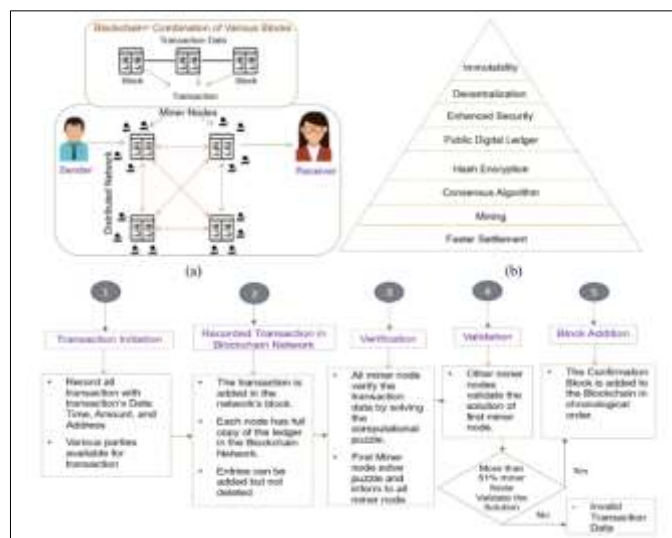 Blockchain= Combination of Various Blocks
Transaction Data
Block
Block
Transaction
Miner Nodes
Sender
Receiver
Distributed Network
(a)
Immutability
Decentralization
Enhanced Security
Public Digital Ledger
Hash Encryption
Consensus Algorithm
Mining
Faster Settlement
(b)
1
2
3
4
5
Transaction Initiation
Recorded Transaction in
Blockchain Network
Verification
Validation
Block Addition
• Record all
transaction with
transaction's Date
Time, Amount, and
Address
• Various parties
available for
transaction
• The transaction is
added in the
network's block.
• Each node has full
copy of the ledger in
the Blockchain
Network.
• Entries can be
added but not
deleted
• All miner node
verify the
transaction
data by solving
the
computational
puzzle.
• First Miner
node solve
puzzle and
inform to all
miner node
• Other miner
nodes
validate the
solution of
first miner
node.
More than
51% miner
Node
Validate the
Solution
Yes
No
• The Confirmation
Block is added to
the Blockchain in
chronological
order.
- Invalid
Transaction
Data